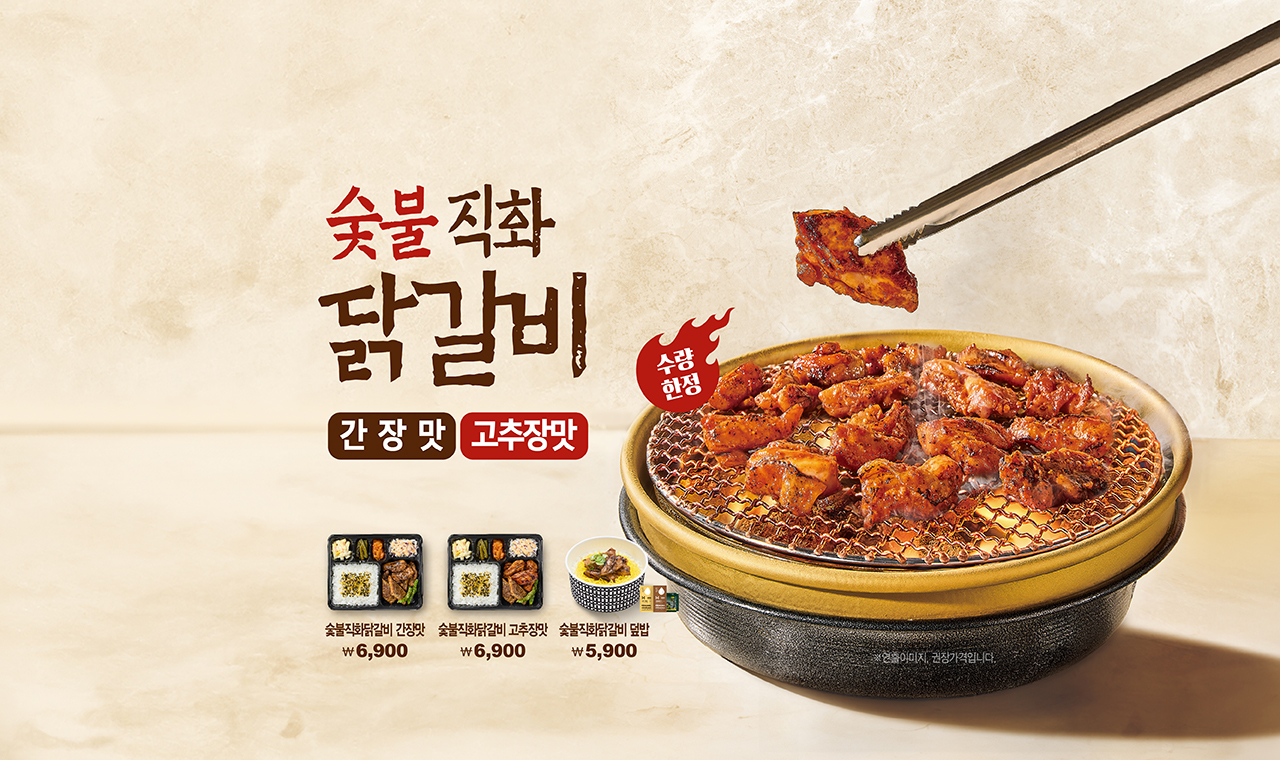 숯불 직화
닭갈비
간장맛 고추장맛
수량
한정
숯불직화닭갈비 간장맛
₩6,900
숯불직화닭갈비 고추장맛
₩6,900
숯불직화닭갈비 덮밥
₩5,900
※연출이미지, 권장가격입니다.